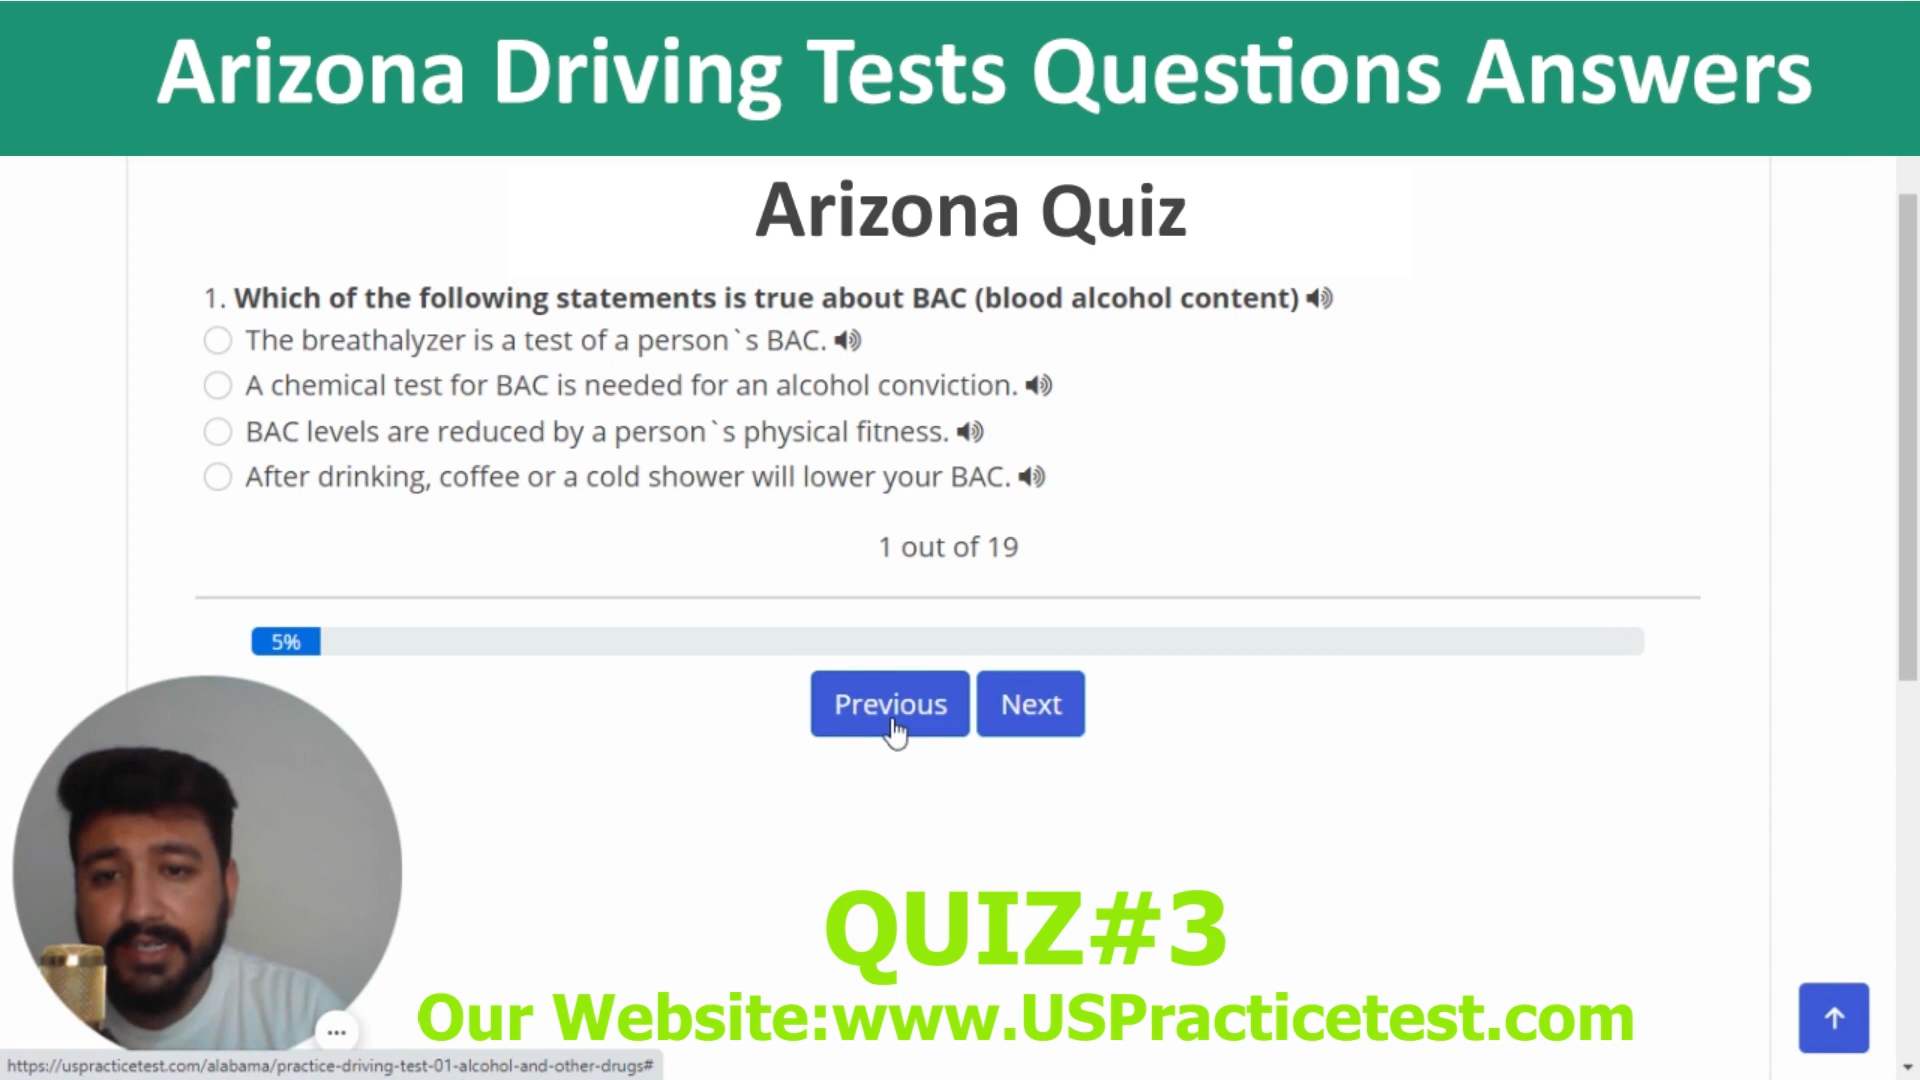 Arizona Driving Tests Questions Answers
Arizona Quiz
1. Which of the following statements is true about BAC (blood alcohol content)
The breathalyzer is a test of a person`s BAC.
A chemical test for BAC is needed for an alcohol conviction.
BAC levels are reduced by a person`s physical fitness.
After drinking, coffee or a cold shower will lower your BAC.
1 out of 19
5%
Previous Next
QUIZ#3
Our Website:www.USPracticetest.com
https://uspracticetest.com/alabama/practice-driving-test-01-alcohol-and-other-drugs#